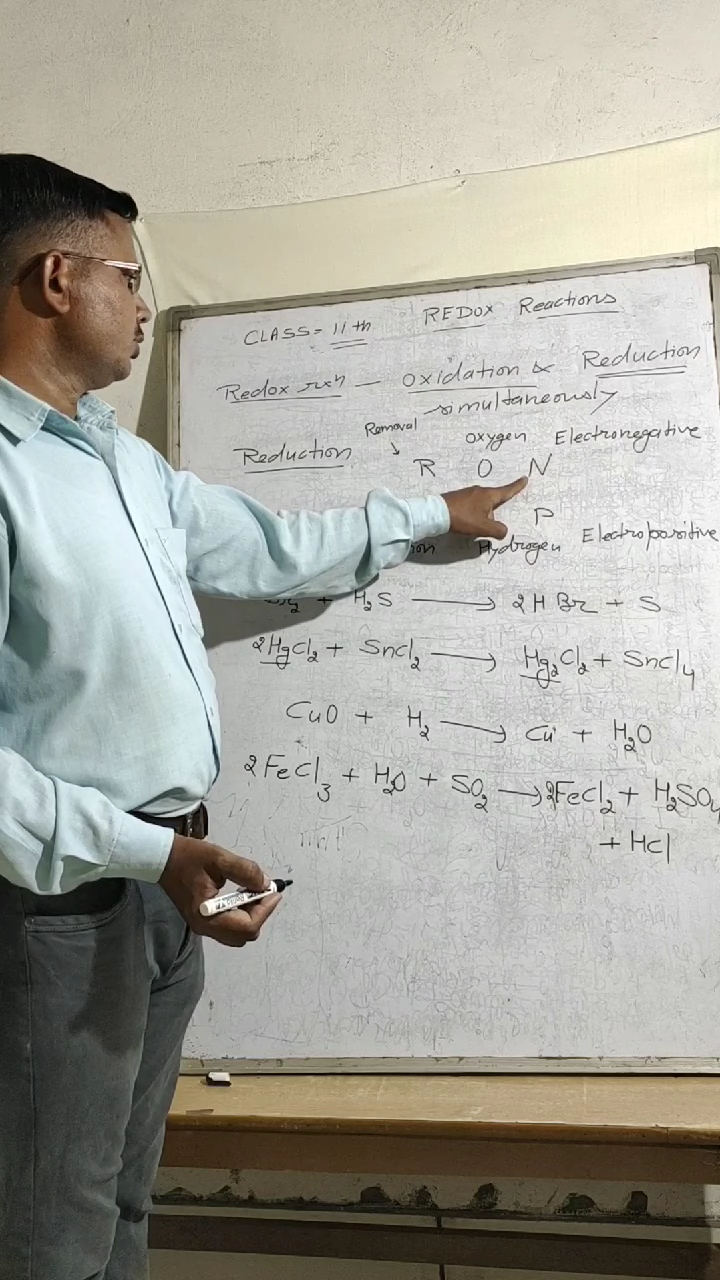 CLASS = 11th REDOX Reactions
Redox rxn — Oxidation & Reduction
simultaneously
Reduction Removal oxygen Electronegative
R O N
P
Hydrogen Electropositive
+ H₂S ⟶ 2HBr + S
2HgCl₂ + SnCl₂ ⟶ Hg₂Cl₂ + SnCl₄
CuO + H₂ ⟶ Cu + H₂O
2FeCl₃ + H₂O + SO₂ ⟶ 2FeCl₂ + H₂SO₄
+ HCl